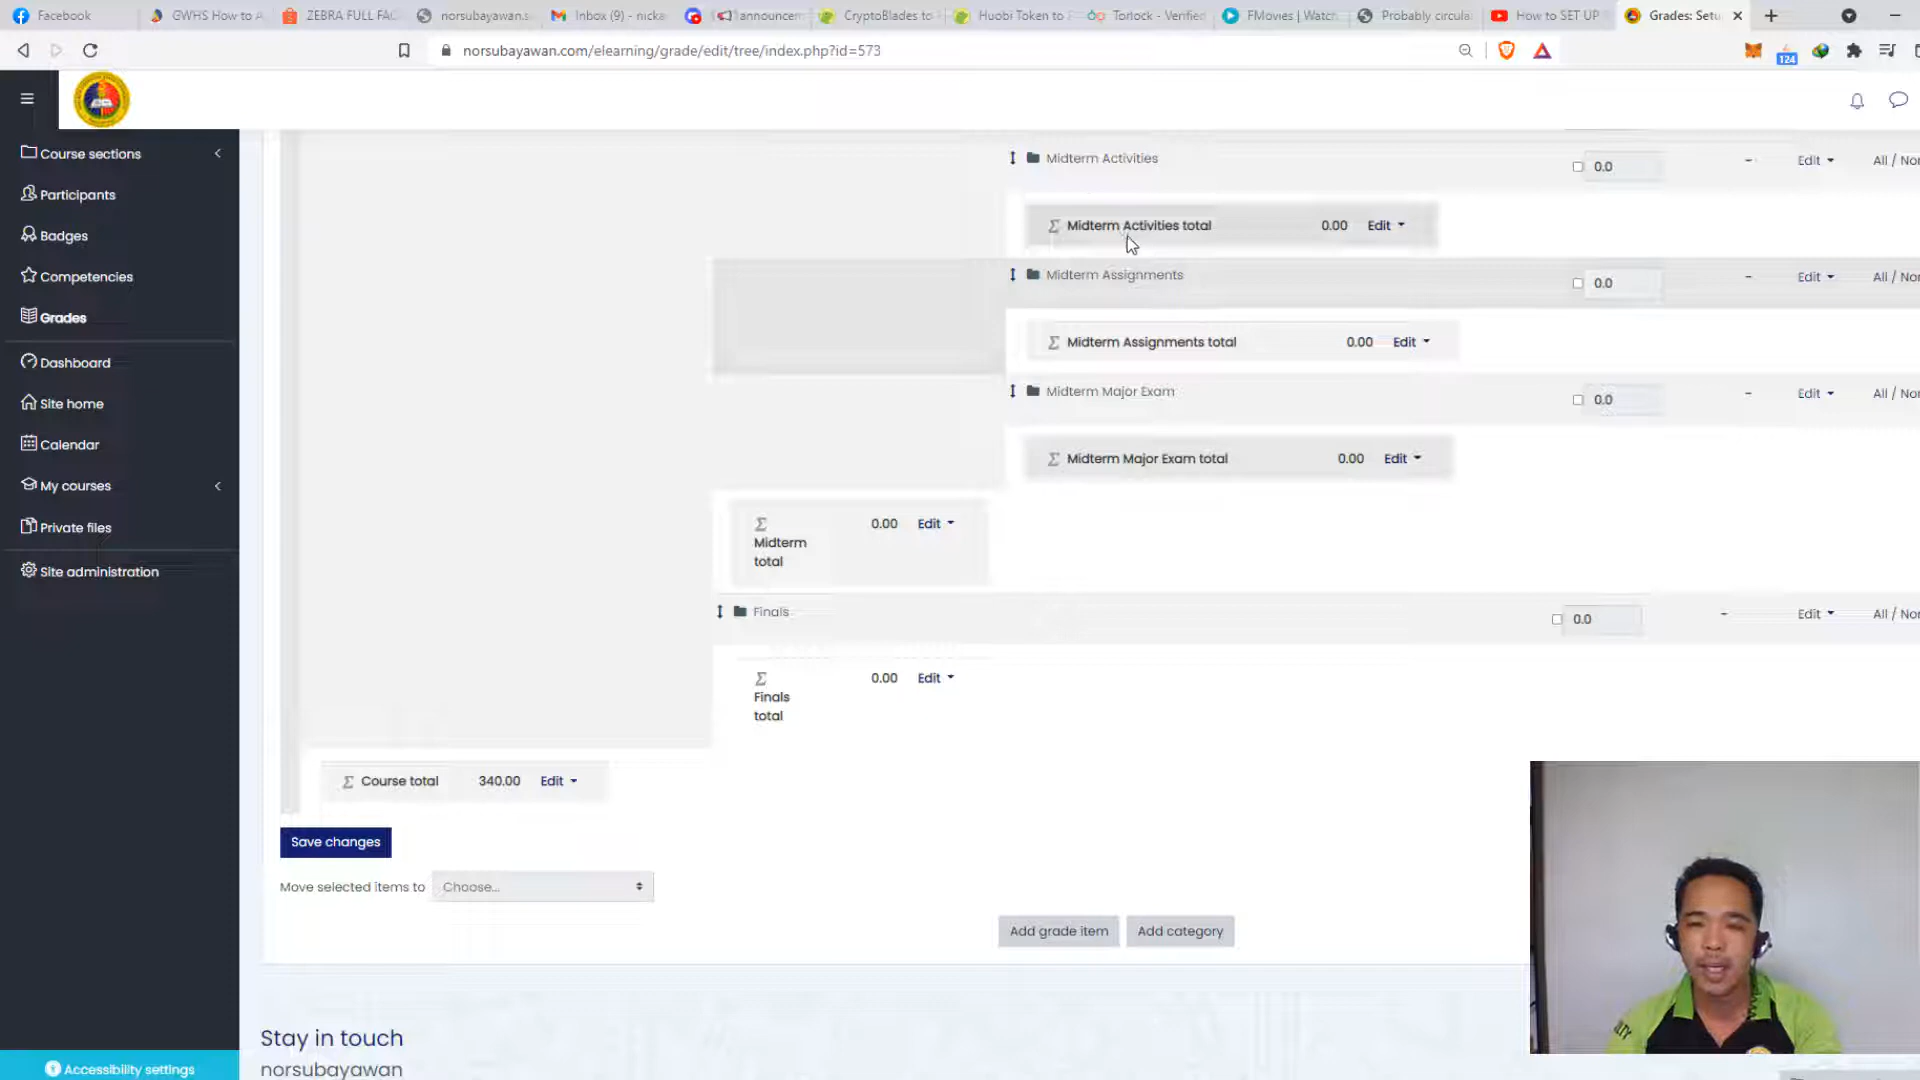 Facebook
GWHS How to A
ZEBRA FULL FAC
norsubayawan.s
Inbox (9) - nicka
announcem
CryptoBlades to
Huobi Token to
Torlock - Verified
FMovies | Watch
Probably circula
How to SET UP
Grades: Setu
norsubayawan.com/elearning/grade/edit/tree/index.php?id=573
124
Course sections
Participants
Badges
Competencies
Grades
Dashboard
Site home
Calendar
My courses
Private files
Site administration
Accessibility settings
Midterm Activities
0.0
-
Edit
All / Non
Σ Midterm Activities total 0.00 Edit
Midterm Assignments
0.0
-
Edit
All / Non
Σ Midterm Assignments total 0.00 Edit
Midterm Major Exam
0.0
-
Edit
All / Non
Σ Midterm Major Exam total 0.00 Edit
Σ 0.00 Edit
Midterm
total
Finals
0.0
-
Edit
All / Non
Σ 0.00 Edit
Finals
total
Σ Course total 340.00 Edit
Save changes
Move selected items to Choose...
Add grade item Add category
Stay in touch
norsubayawan